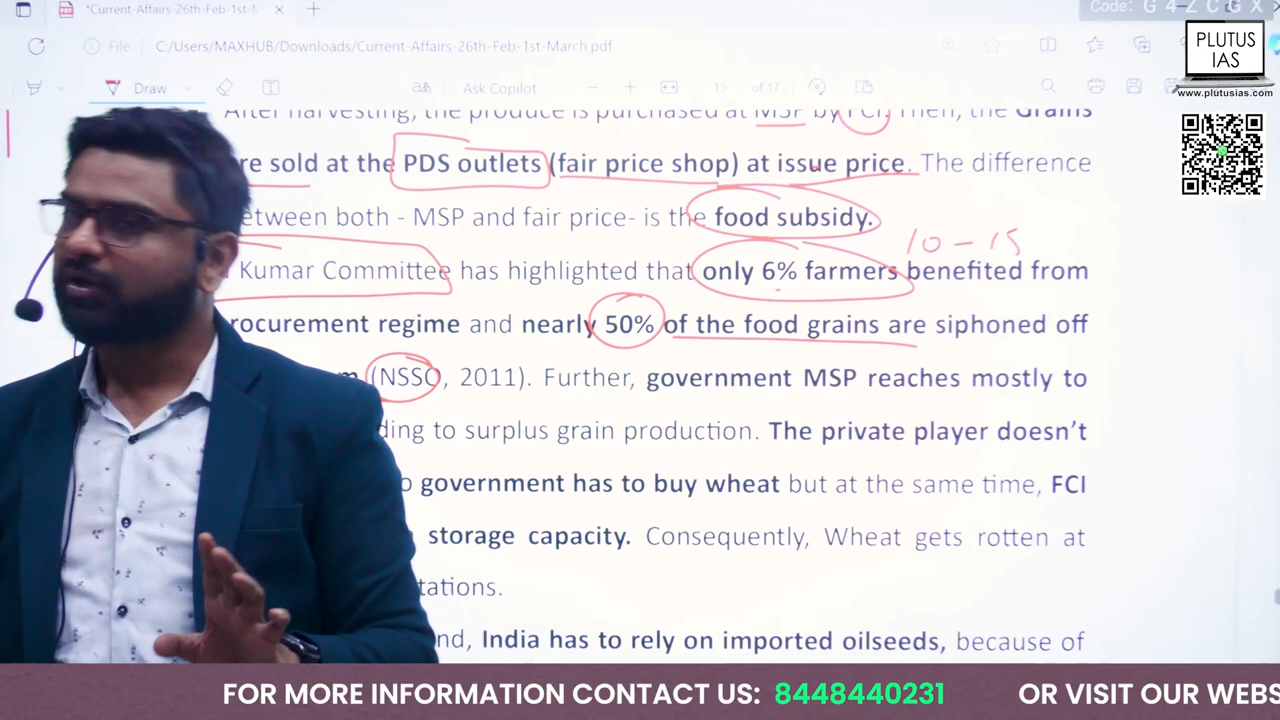 *Current-Affairs-26th-Feb-1st-M
Code: G 4 Z C G X
File
C:/Users/MAXHUB/Downloads/Current-Affairs-26th-Feb-1st-March.pdf
Draw
Ask Copilot
15 of 17
PLUTUS
IAS
www.plutusias.com
After harvesting, the produce is purchased at MSP by FCI. Then, the Grains
re sold at the PDS outlets (fair price shop) at issue price. The difference
etween both - MSP and fair price- is the food subsidy.
10 - 15
Kumar Committee has highlighted that only 6% farmers benefited from
rocurement regime and nearly 50% of the food grains are siphoned off
(NSSO, 2011). Further, government MSP reaches mostly to
ding to surplus grain production. The private player doesn't
o government has to buy wheat but at the same time, FCI
storage capacity. Consequently, Wheat gets rotten at
tations.
nd, India has to rely on imported oilseeds, because of
FOR MORE INFORMATION CONTACT US: 8448440231 OR VISIT OUR WEBS